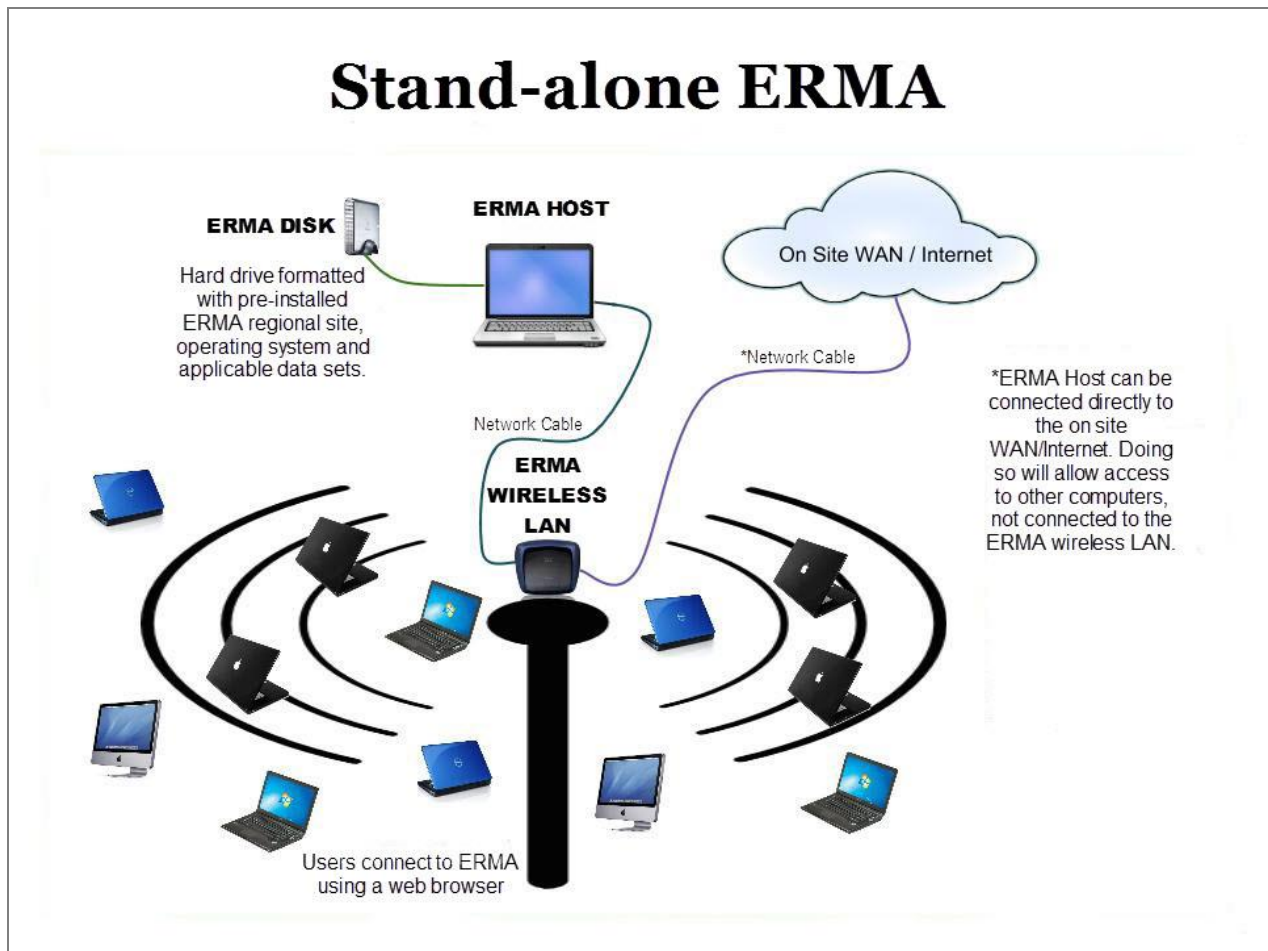 Stand-alone ERMA
ERMA DISK
Hard drive formatted
with pre-installed
ERMA regional site,
operating system and
applicable data sets.
ERMA HOST
On Site WAN / Internet
*Network Cable
Network Cable
*ERMA Host can be
connected directly to
the on site
WAN/Internet. Doing
so will allow access
to other computers,
not connected to the
ERMA wireless LAN.
ERMA
WIRELESS
LAN
Users connect to ERMA
using a web browser